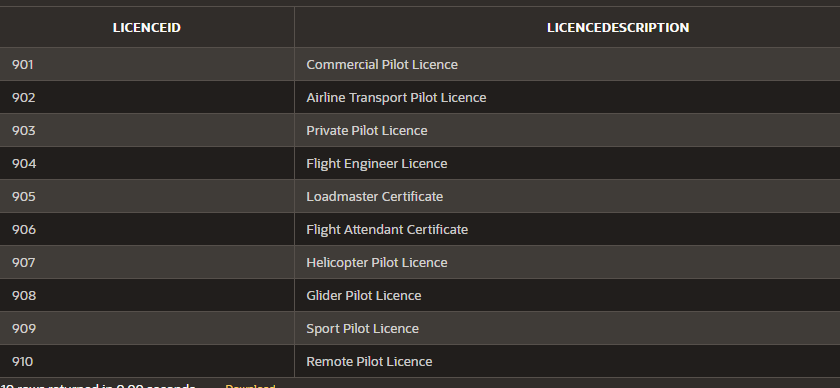 LICENCEID LICENCEDESCRIPTION
901 Commercial Pilot Licence
902 Airline Transport Pilot Licence
903 Private Pilot Licence
904 Flight Engineer Licence
905 Loadmaster Certificate
906 Flight Attendant Certificate
907 Helicopter Pilot Licence
908 Glider Pilot Licence
909 Sport Pilot Licence
910 Remote Pilot Licence
10 rows returned in 0.00 seconds Download